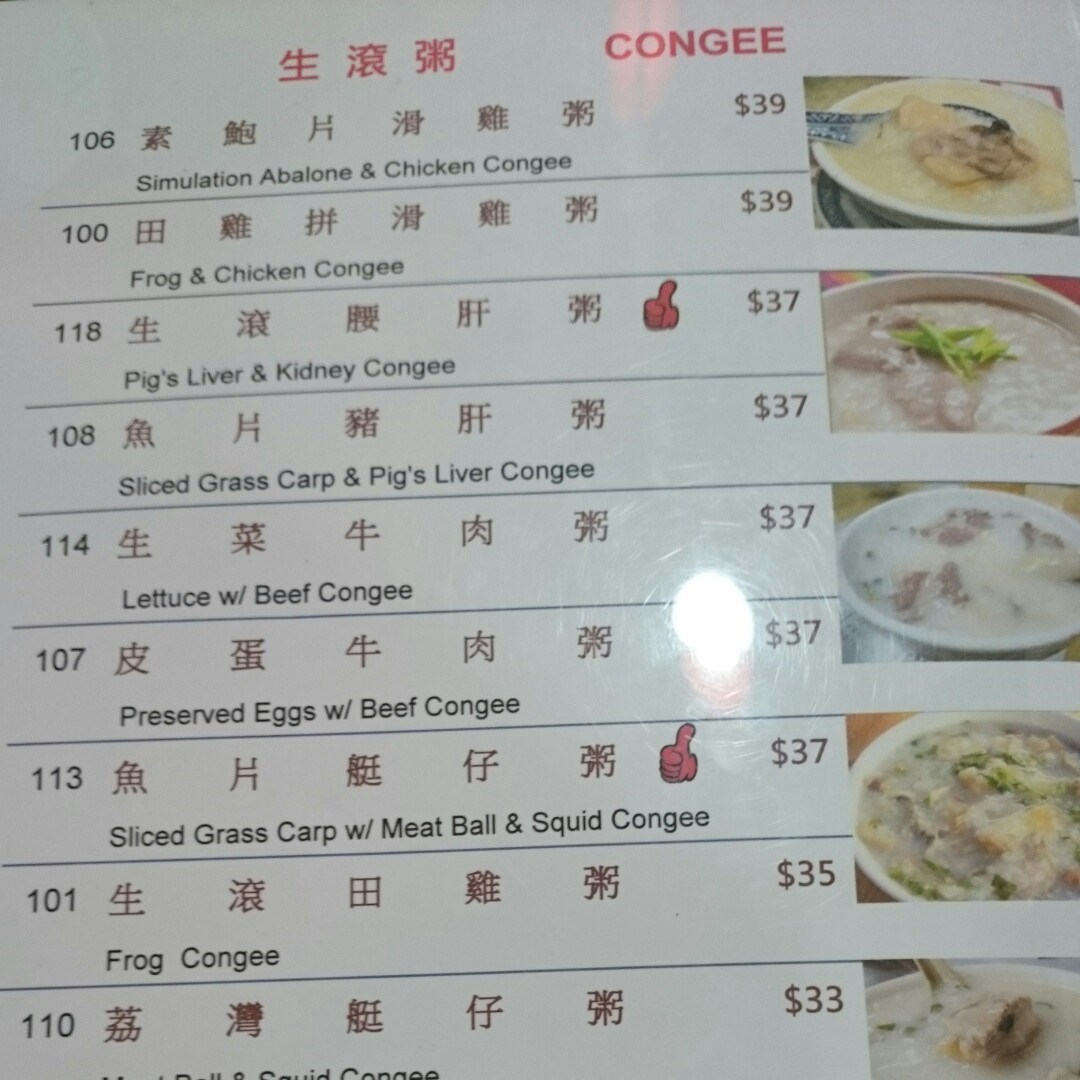 生滾粥 CONGEE
106 素鮑片滑雞粥 $39
Simulation Abalone & Chicken Congee
100 田雞拼滑雞粥 $39
Frog & Chicken Congee
118 生滾腰肝粥 $37
Pig's Liver & Kidney Congee
108 魚片豬肝粥 $37
Sliced Grass Carp & Pig's Liver Congee
114 生菜牛肉粥 $37
Lettuce w/ Beef Congee
107 皮蛋牛肉粥 $37
Preserved Eggs w/ Beef Congee
113 魚片艇仔粥 $37
Sliced Grass Carp w/ Meat Ball & Squid Congee
101 生滾田雞粥 $35
Frog Congee
110 荔灣艇仔粥 $33
Meat Ball & Squid Congee